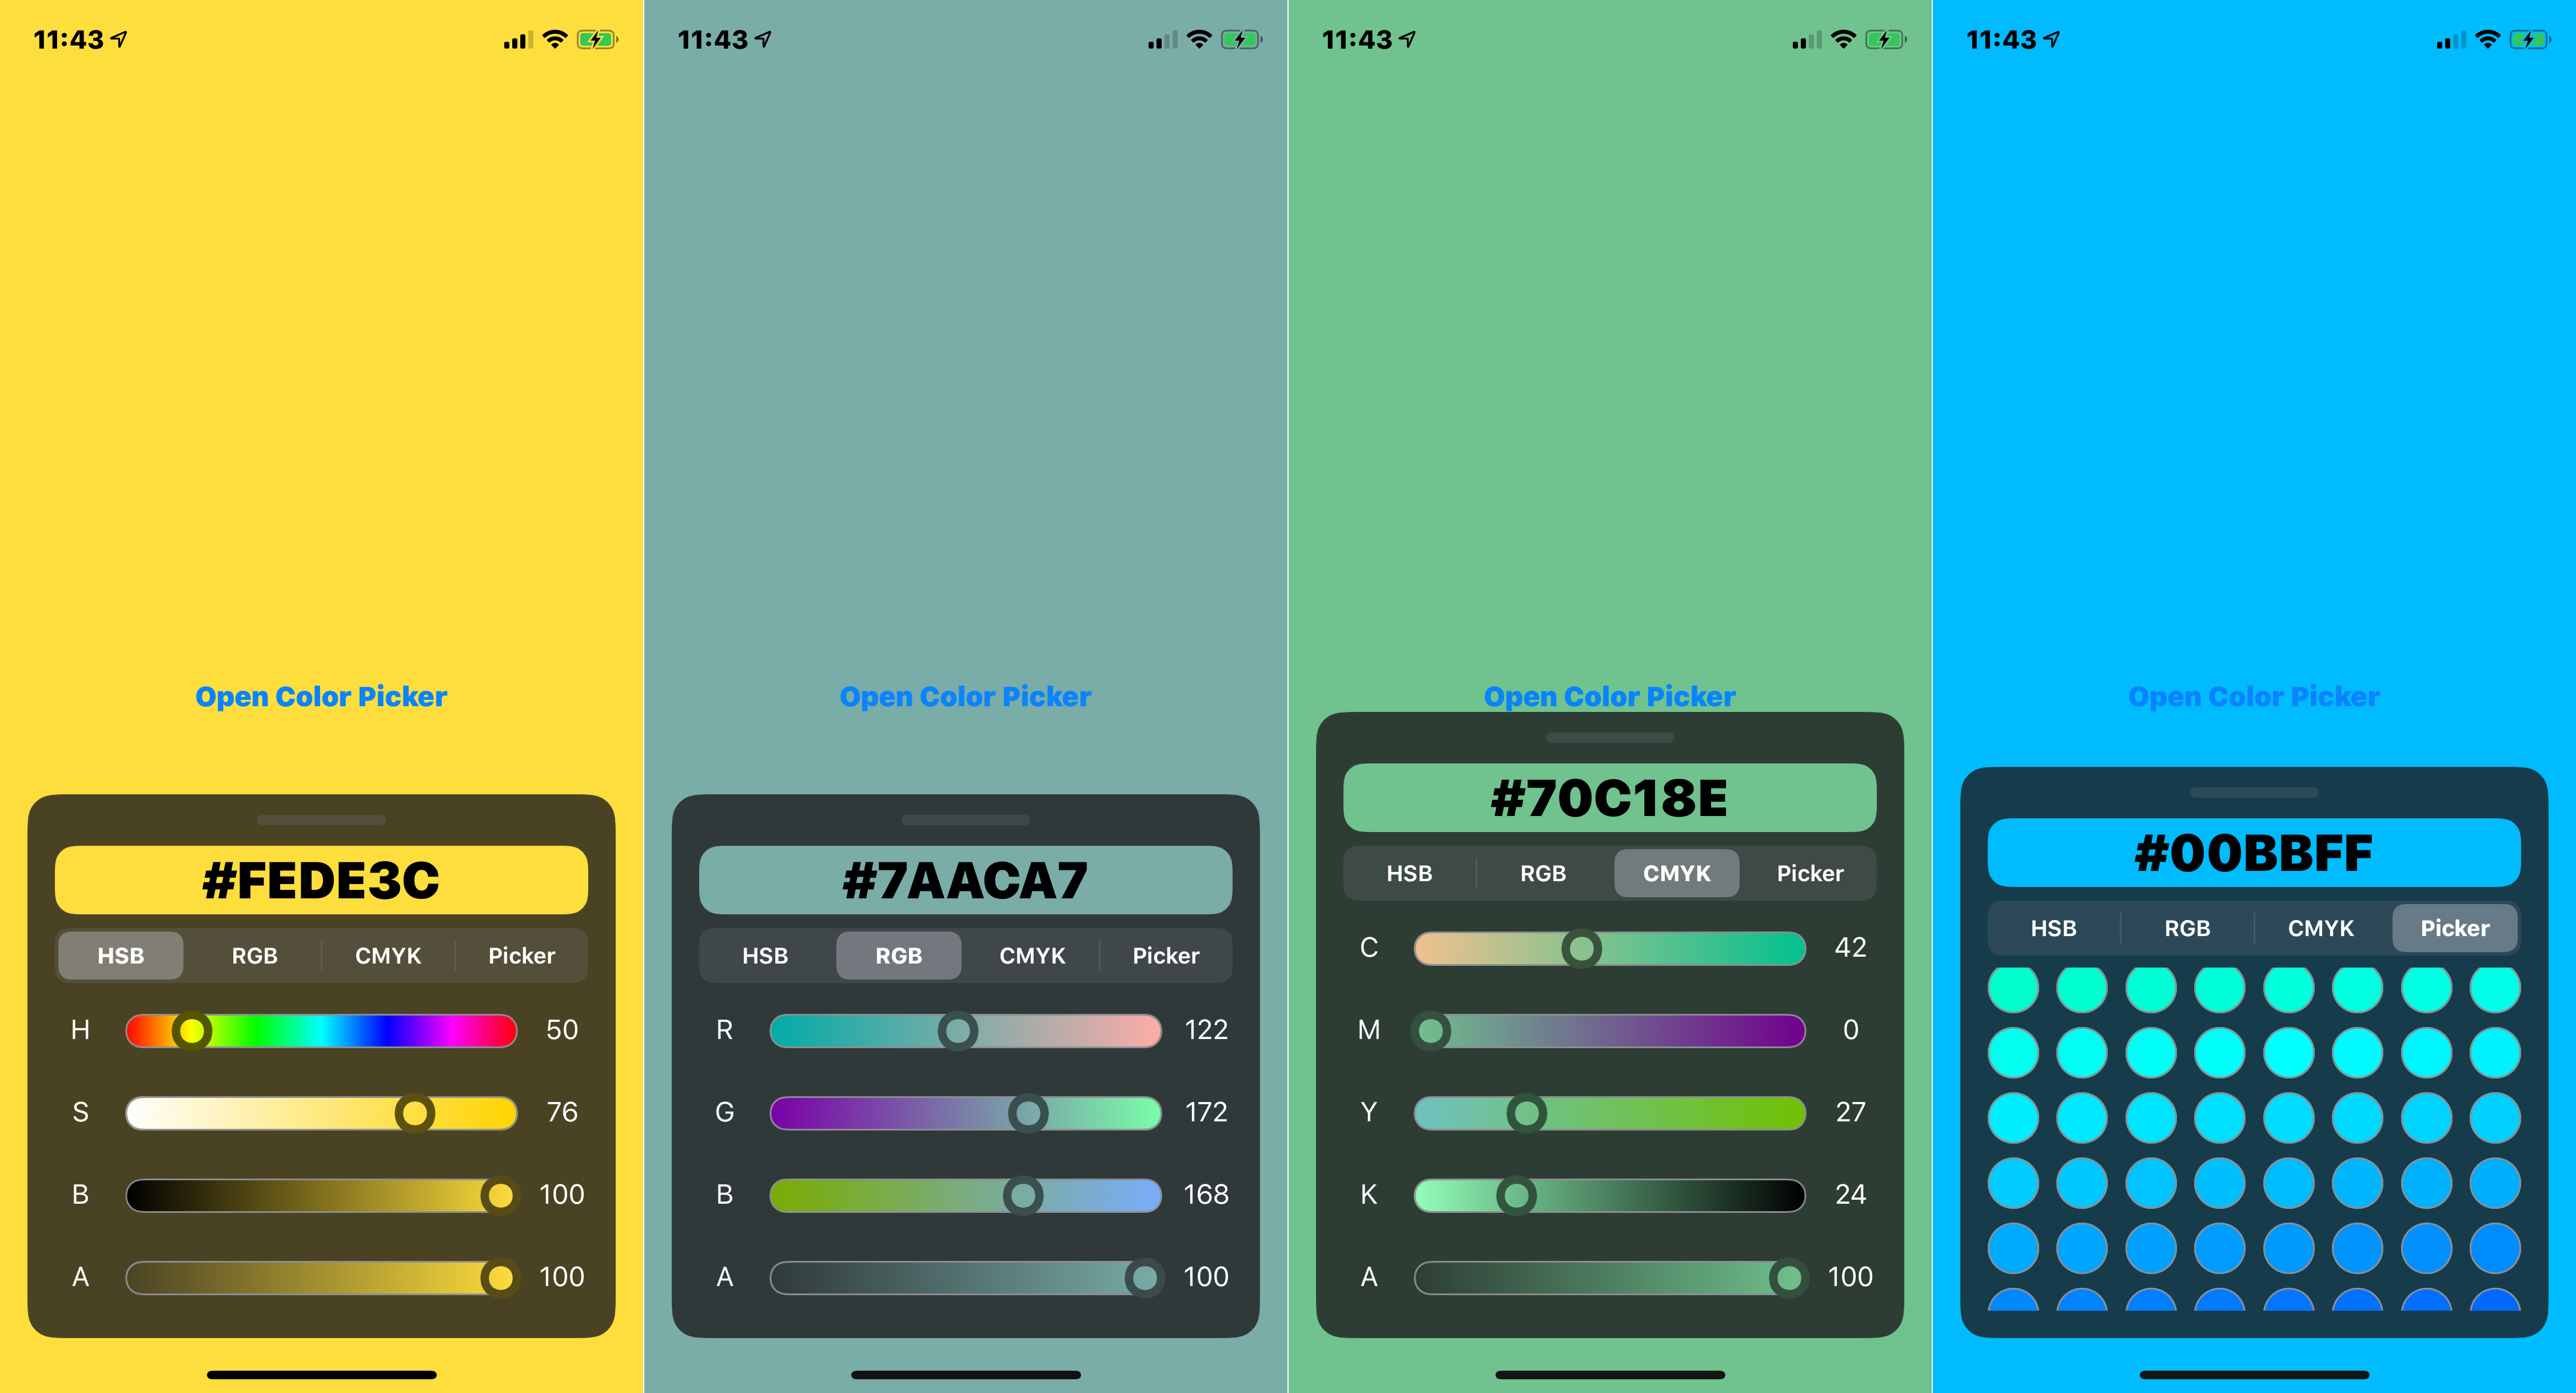 11:43
Open Color Picker
#FEDE3C
HSB RGB CMYK Picker
H 50
S 76
B 100
A 100
11:43
Open Color Picker
#7AACA7
HSB RGB CMYK Picker
R 122
G 172
B 168
A 100
11:43
Open Color Picker
#70C18E
HSB RGB CMYK Picker
C 42
M 0
Y 27
K 24
A 100
11:43
Open Color Picker
#00BBFF
HSB RGB CMYK Picker